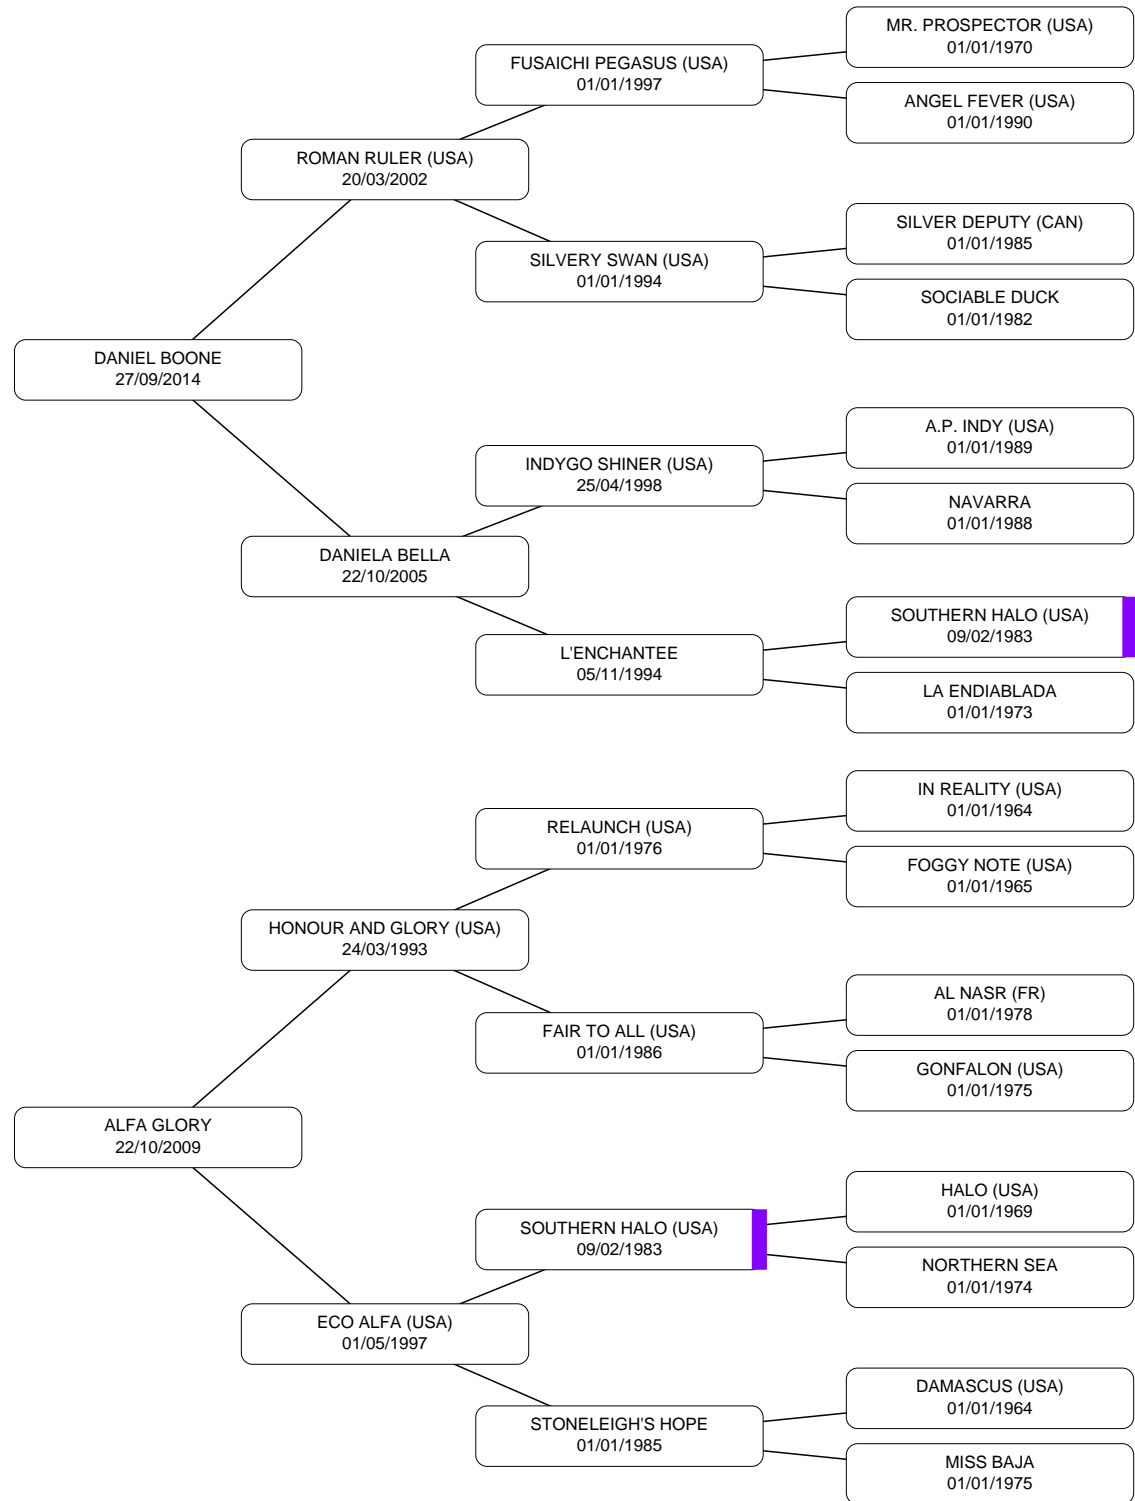 MR. PROSPECTOR (USA)
01/01/1970
FUSAICHI PEGASUS (USA)
01/01/1997
ANGEL FEVER (USA)
01/01/1990
ROMAN RULER (USA)
20/03/2002
SILVER DEPUTY (CAN)
01/01/1985
SILVERY SWAN (USA)
01/01/1994
SOCIABLE DUCK
01/01/1982
DANIEL BOONE
27/09/2014
A.P. INDY (USA)
01/01/1989
INDYGO SHINER (USA)
25/04/1998
NAVARRA
01/01/1988
DANIELA BELLA
22/10/2005
SOUTHERN HALO (USA)
09/02/1983
L'ENCHANTEE
05/11/1994
LA ENDIABLADA
01/01/1973
IN REALITY (USA)
01/01/1964
RELAUNCH (USA)
01/01/1976
FOGGY NOTE (USA)
01/01/1965
HONOUR AND GLORY (USA)
24/03/1993
AL NASR (FR)
01/01/1978
FAIR TO ALL (USA)
01/01/1986
GONFALON (USA)
01/01/1975
ALFA GLORY
22/10/2009
HALO (USA)
01/01/1969
SOUTHERN HALO (USA)
09/02/1983
NORTHERN SEA
01/01/1974
ECO ALFA (USA)
01/05/1997
DAMASCUS (USA)
01/01/1964
STONELEIGH'S HOPE
01/01/1985
MISS BAJA
01/01/1975